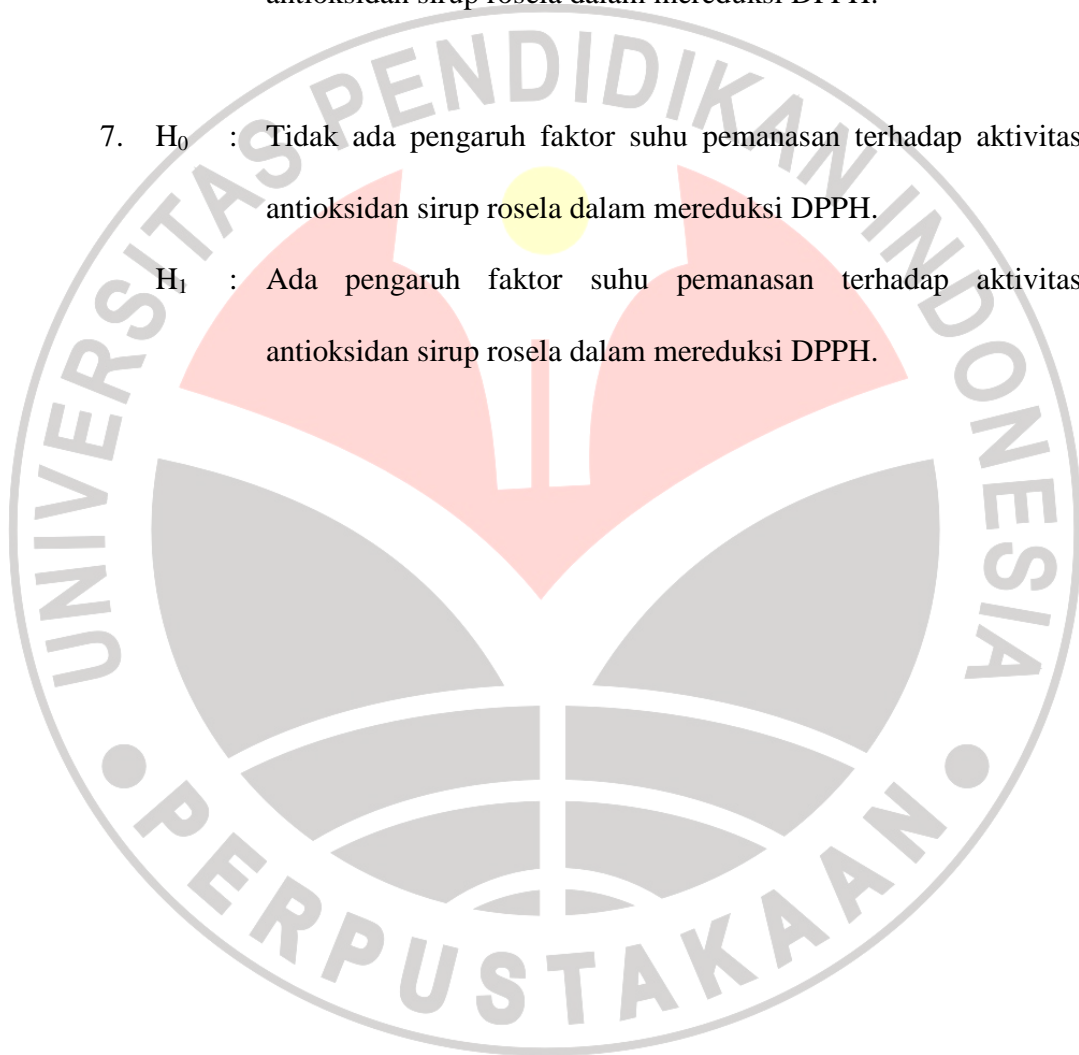 antioksidan sirup rosela dalam mereduksi DPPH.
7. H₀ : Tidak ada pengaruh faktor suhu pemanasan terhadap aktivitas
antioksidan sirup rosela dalam mereduksi DPPH.
H₁ : Ada pengaruh faktor suhu pemanasan terhadap aktivitas
antioksidan sirup rosela dalam mereduksi DPPH.
UNIVERSITAS PENDIDIKAN INDONESIA
PERPUSTAKAAN